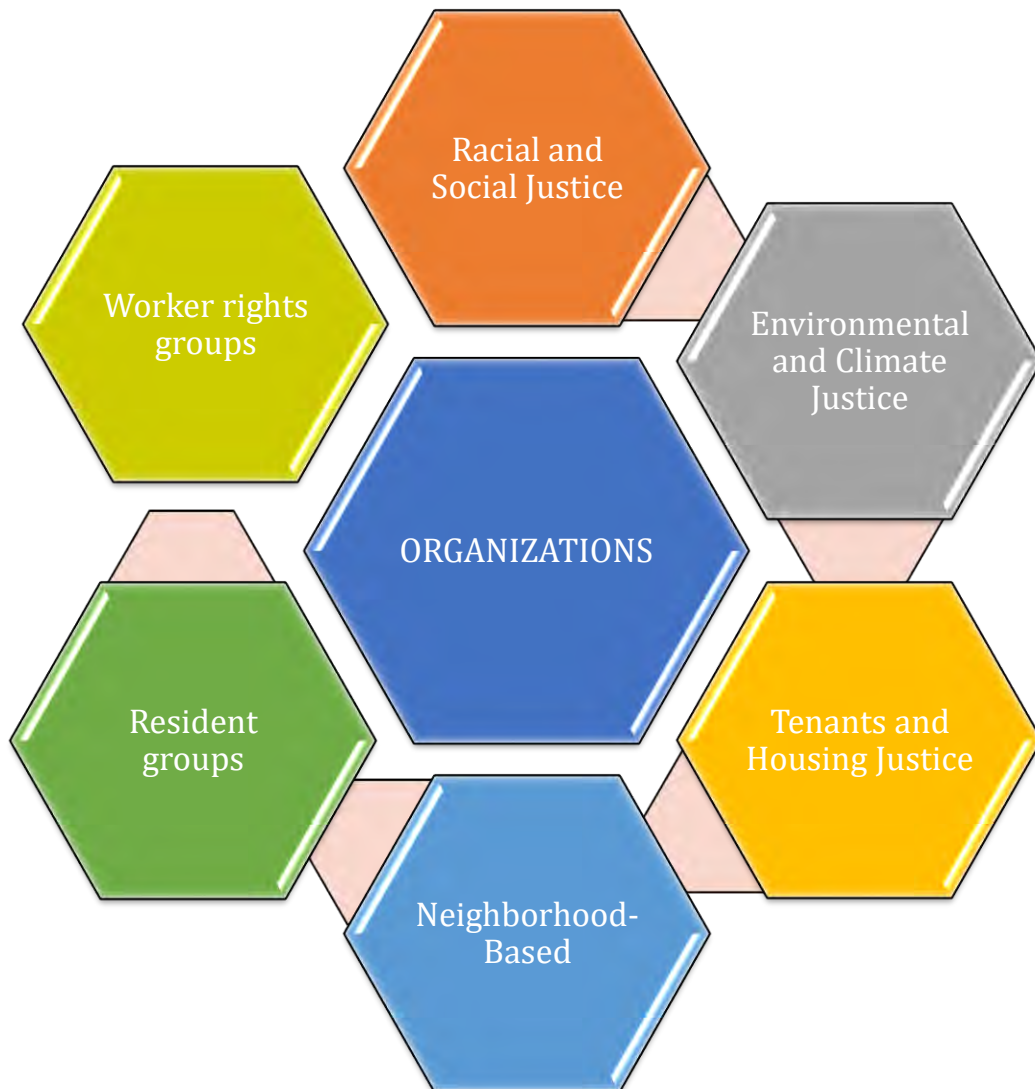 Racial and
Social Justice
Environmental
and Climate
Justice
Tenants and
Housing Justice
Neighborhood-
Based
Resident
groups
Worker rights
groups
ORGANIZATIONS